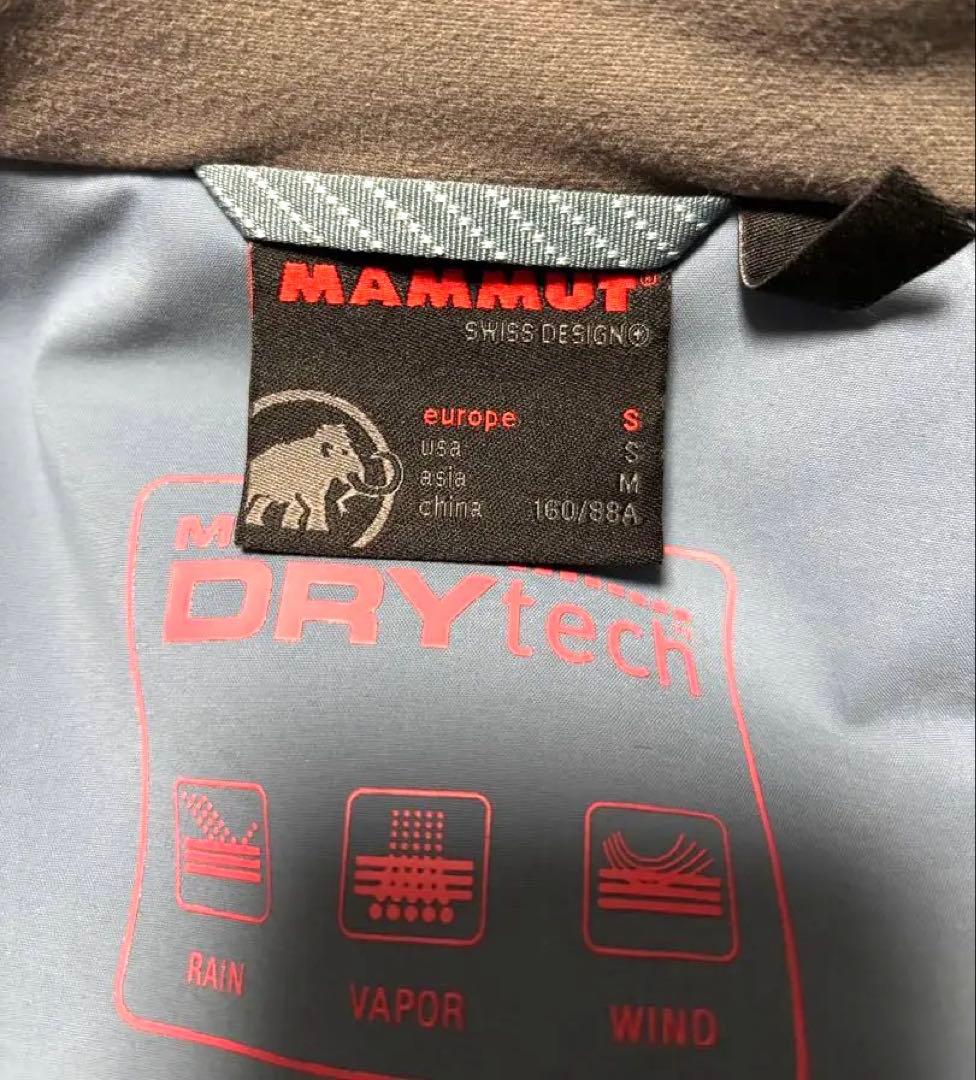 MAMMUT®
SWISS DESIGN
europe S
usa S
asia M
china 160/88A
DRYtech
RAIN
VAPOR
WIND